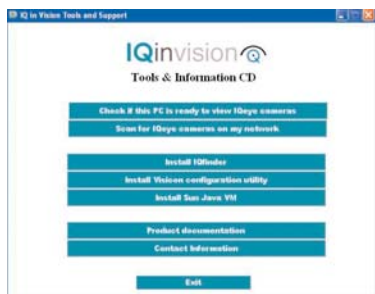 IQ in Vision Tools and Support
IQinvision
Tools & Information CD
Check if this PC is ready to view IQeye cameras
Scan for IQeye cameras on my network
Install IQfinder
Install Visicon configuration utility
Install Sun Java VM
Product documentation
Contact Information
Exit